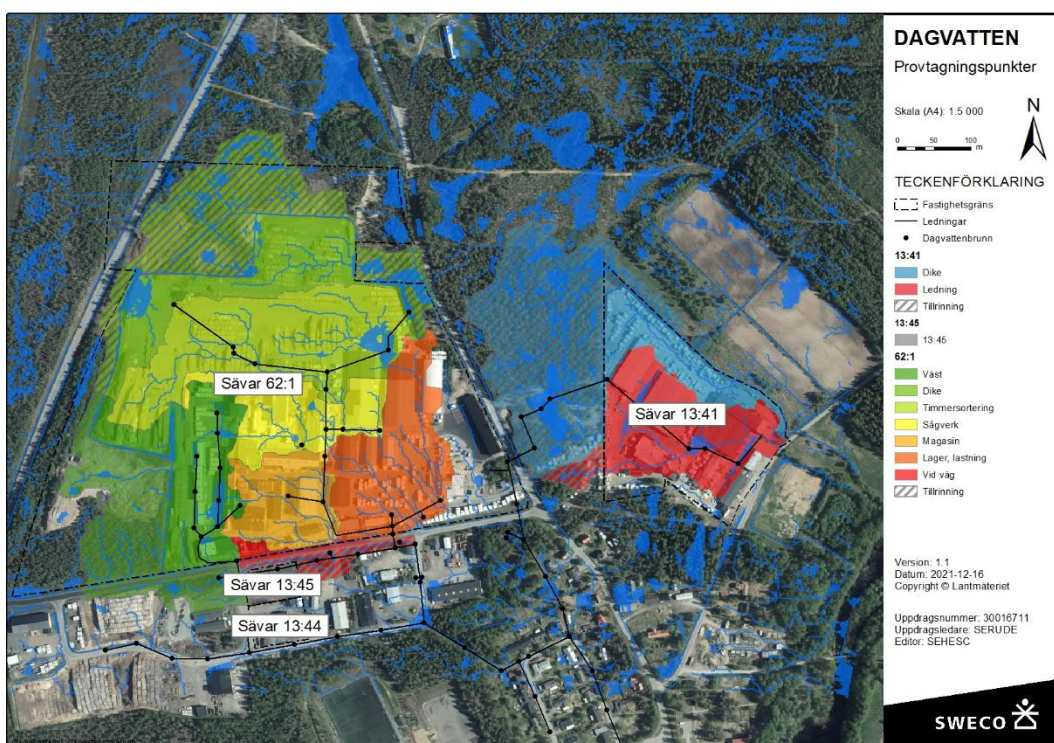 DAGVATTEN
Provtagningspunkter
Skala (A4): 1:5 000
N
0 50 100
m
TECKENFÖRKLARING
Fastighetsgräns
Ledningar
Dagvattenbrunn
13:41
Dike
Ledning
Tillrinning
13:45
13:45
62:1
Väst
Dike
Timmersortering
Sågverk
Magasin
Lager, lastning
Vid väg
Tillrinning
Version: 1.1
Datum: 2021-12-16
Copyright © Lantmäteriet
Uppdragsnummer: 30016711
Uppdragsledare: SERUDE
Editor: SEHESC
SWECO
Sävar 62:1
Sävar 13:41
Sävar 13:45
Sävar 13:44